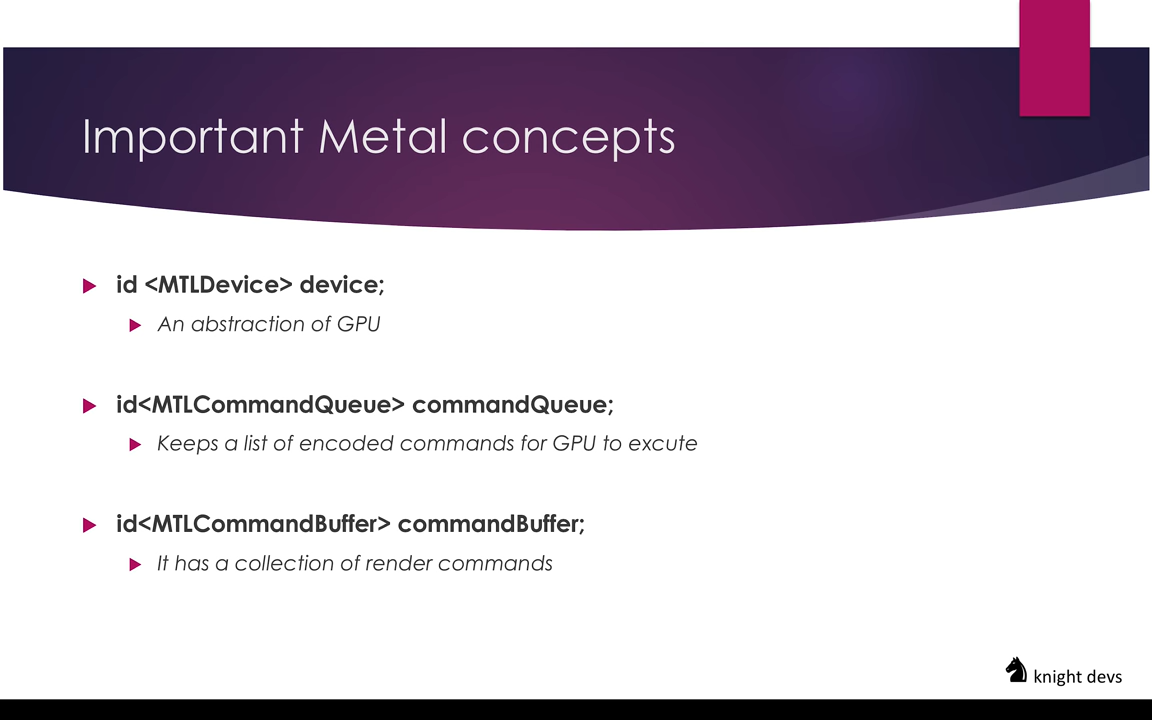 Important Metal concepts
id <MTLDevice> device;
An abstraction of GPU
id<MTLCommandQueue> commandQueue;
Keeps a list of encoded commands for GPU to excute
id<MTLCommandBuffer> commandBuffer;
It has a collection of render commands
knight devs